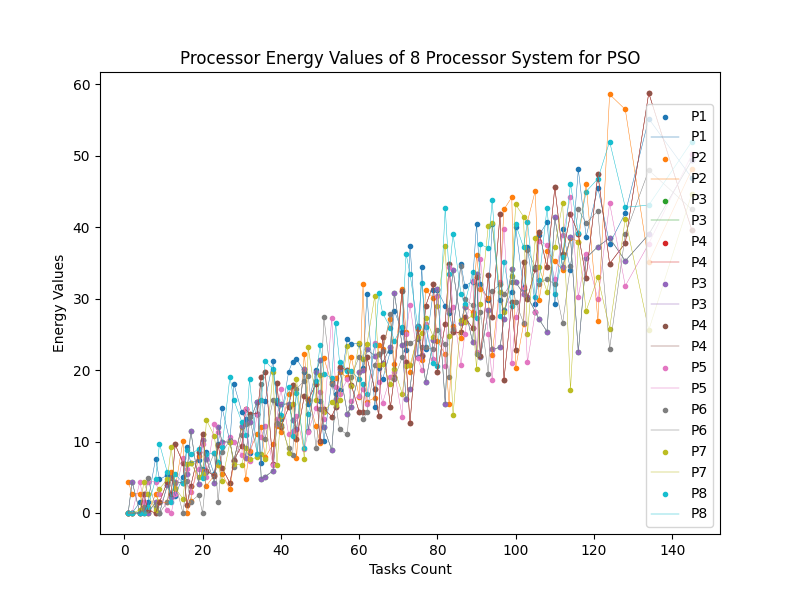 Processor Energy Values of 8 Processor System for PSO
60
50
40
30
20
10
0
Energy Values
0 20 40 60 80 100 120 140
Tasks Count
P1
P1
P2
P2
P3
P3
P4
P4
P3
P3
P4
P4
P5
P5
P6
P6
P7
P7
P8
P8